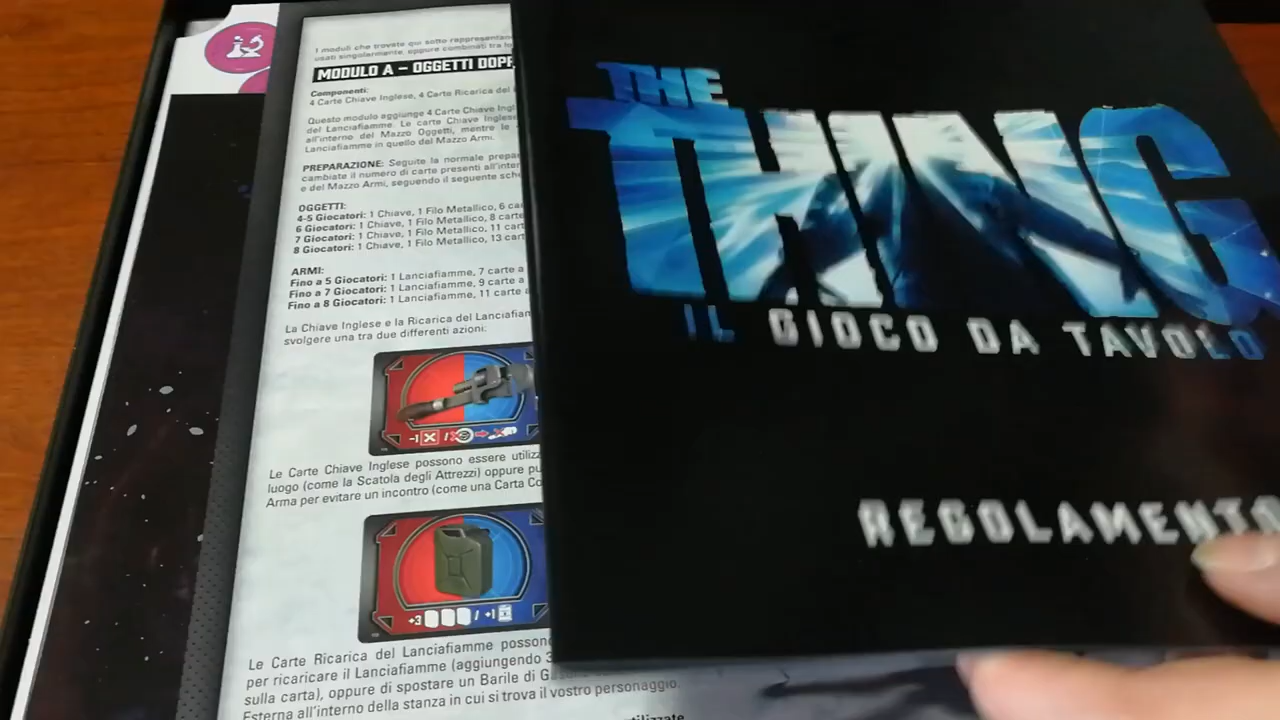 I moduli che trovate qui sotto rappresentan
usati singolarmente, oppure combinati tra lo
MODULO A – OGGETTI DOPP
Componenti:
4 Carte Chiave Inglese, 4 Carte Ricarica del
Questo modulo aggiunge 4 Carte Chiave Ingl
del Lanciafiamme. Le carte Chiave Inglese
all'interno del Mazzo Oggetti, mentre le
Lanciafiamme in quello del Mazzo Armi.
PREPARAZIONE: Seguite la normale prepar
cambiate il numero di carte presenti all'inter
e del Mazzo Armi, seguendo il seguente sche
OGGETTI:
4-5 Giocatori: 1 Chiave, 1 Filo Metallico, 6 car
6 Giocatori: 1 Chiave, 1 Filo Metallico, 8 carte
7 Giocatori: 1 Chiave, 1 Filo Metallico, 11 cart
8 Giocatori: 1 Chiave, 1 Filo Metallico, 13 cart
ARMI:
Fino a 5 Giocatori: 1 Lanciafiamme, 7 carte a
Fino a 7 Giocatori: 1 Lanciafiamme, 9 carte a
Fino a 8 Giocatori: 1 Lanciafiamme, 11 carte
La Chiave Inglese e la Ricarica del Lanciafiam
svolgere una tra due differenti azioni:
-1 /
Le Carte Chiave Inglese possono essere utilizz
luogo (come la Scatola degli Attrezzi) oppure pu
Arma per evitare un incontro (come una Carta Co
+3 / +1
Le Carte Ricarica del Lanciafiamme possono
per ricaricare il Lanciafiamme (aggiungendo 3
sulla carta), oppure di spostare un Barile di
Esterna all'interno della stanza in cui si trova il vostro personaggio.
utilizzate
THE
THING
IL GIOCO DA TAVOLO
REGOLAMENTO